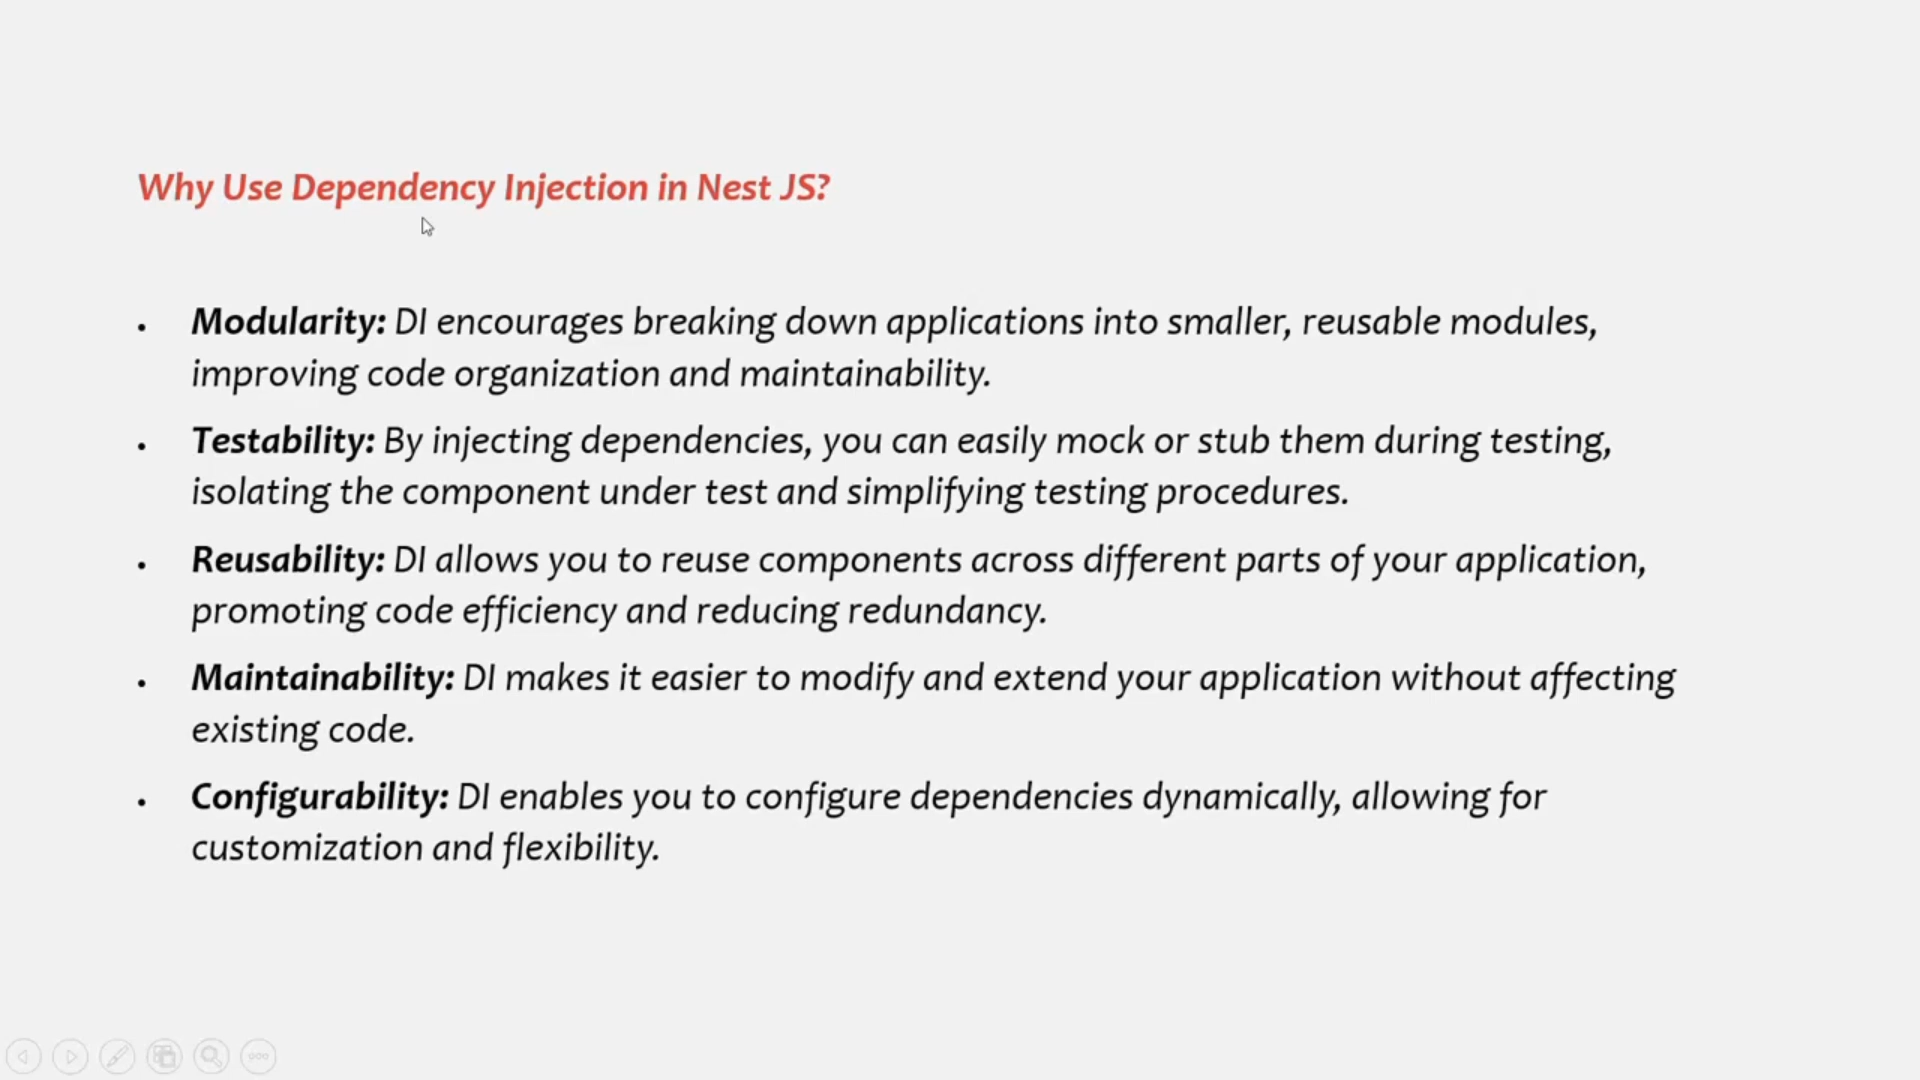 Why Use Dependency Injection in Nest JS?
• Modularity: DI encourages breaking down applications into smaller, reusable modules,
improving code organization and maintainability.
• Testability: By injecting dependencies, you can easily mock or stub them during testing,
isolating the component under test and simplifying testing procedures.
• Reusability: DI allows you to reuse components across different parts of your application,
promoting code efficiency and reducing redundancy.
• Maintainability: DI makes it easier to modify and extend your application without affecting
existing code.
• Configurability: DI enables you to configure dependencies dynamically, allowing for
customization and flexibility.